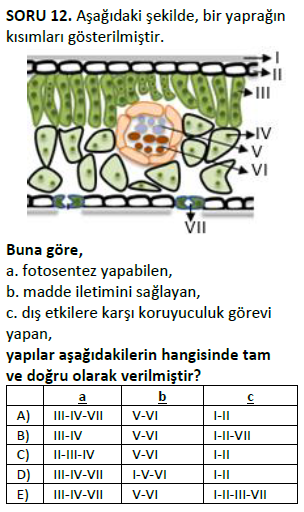 SORU 12. Aşağıdaki şekilde, bir yaprağın
kısımları gösterilmiştir.
I
II
III
IV
V
VI
VII
Buna göre,
a. fotosentez yapabilen,
b. madde iletimini sağlayan,
c. dış etkilere karşı koruyuculuk görevi
yapan,
yapılar aşağıdakilerin hangisinde tam
ve doğru olarak verilmiştir?
a b c
A) III-IV-VII V-VI I-II
B) III-IV V-VI I-II-VII
C) II-III-IV V-VI I-II
D) III-IV-VII I-V-VI I-II
E) III-IV-VII V-VI I-II-III-VII